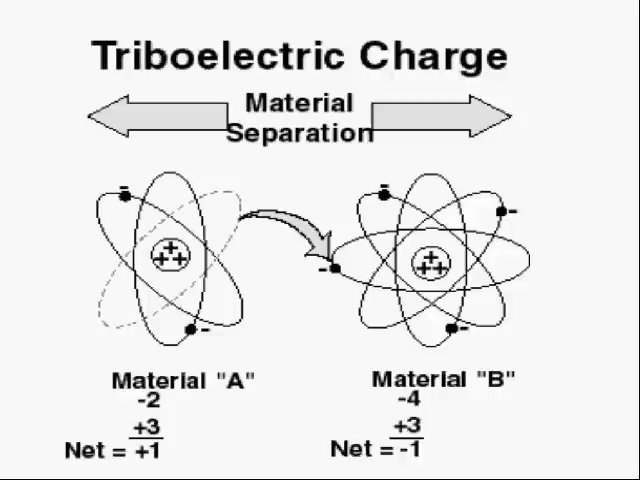 Triboelectric Charge
Material
Separation
-
+
++
-
-
-
-
+
++
-
Material "A"
-2
+3
Net = +1
Material "B"
-4
+3
Net = -1